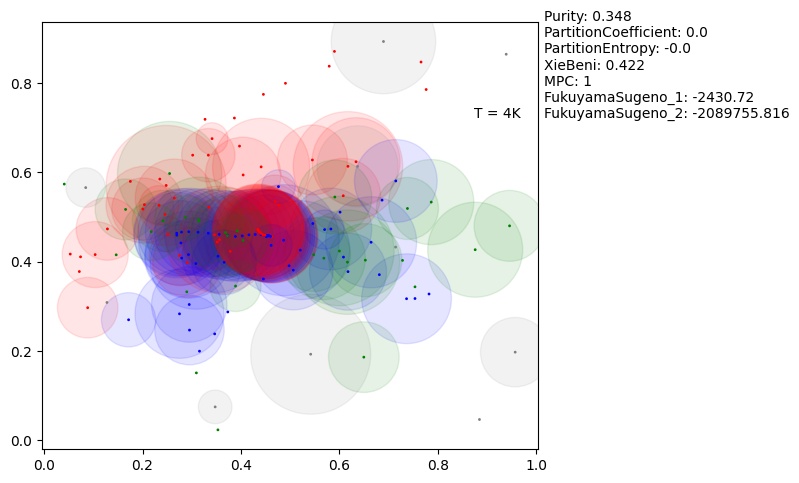 Purity: 0.348
PartitionCoefficient: 0.0
PartitionEntropy: -0.0
XieBeni: 0.422
MPC: 1
FukuyamaSugeno_1: -2430.72
FukuyamaSugeno_2: -2089755.816
T = 4K
0.8
0.6
0.4
0.2
0.0
0.0 0.2 0.4 0.6 0.8 1.0